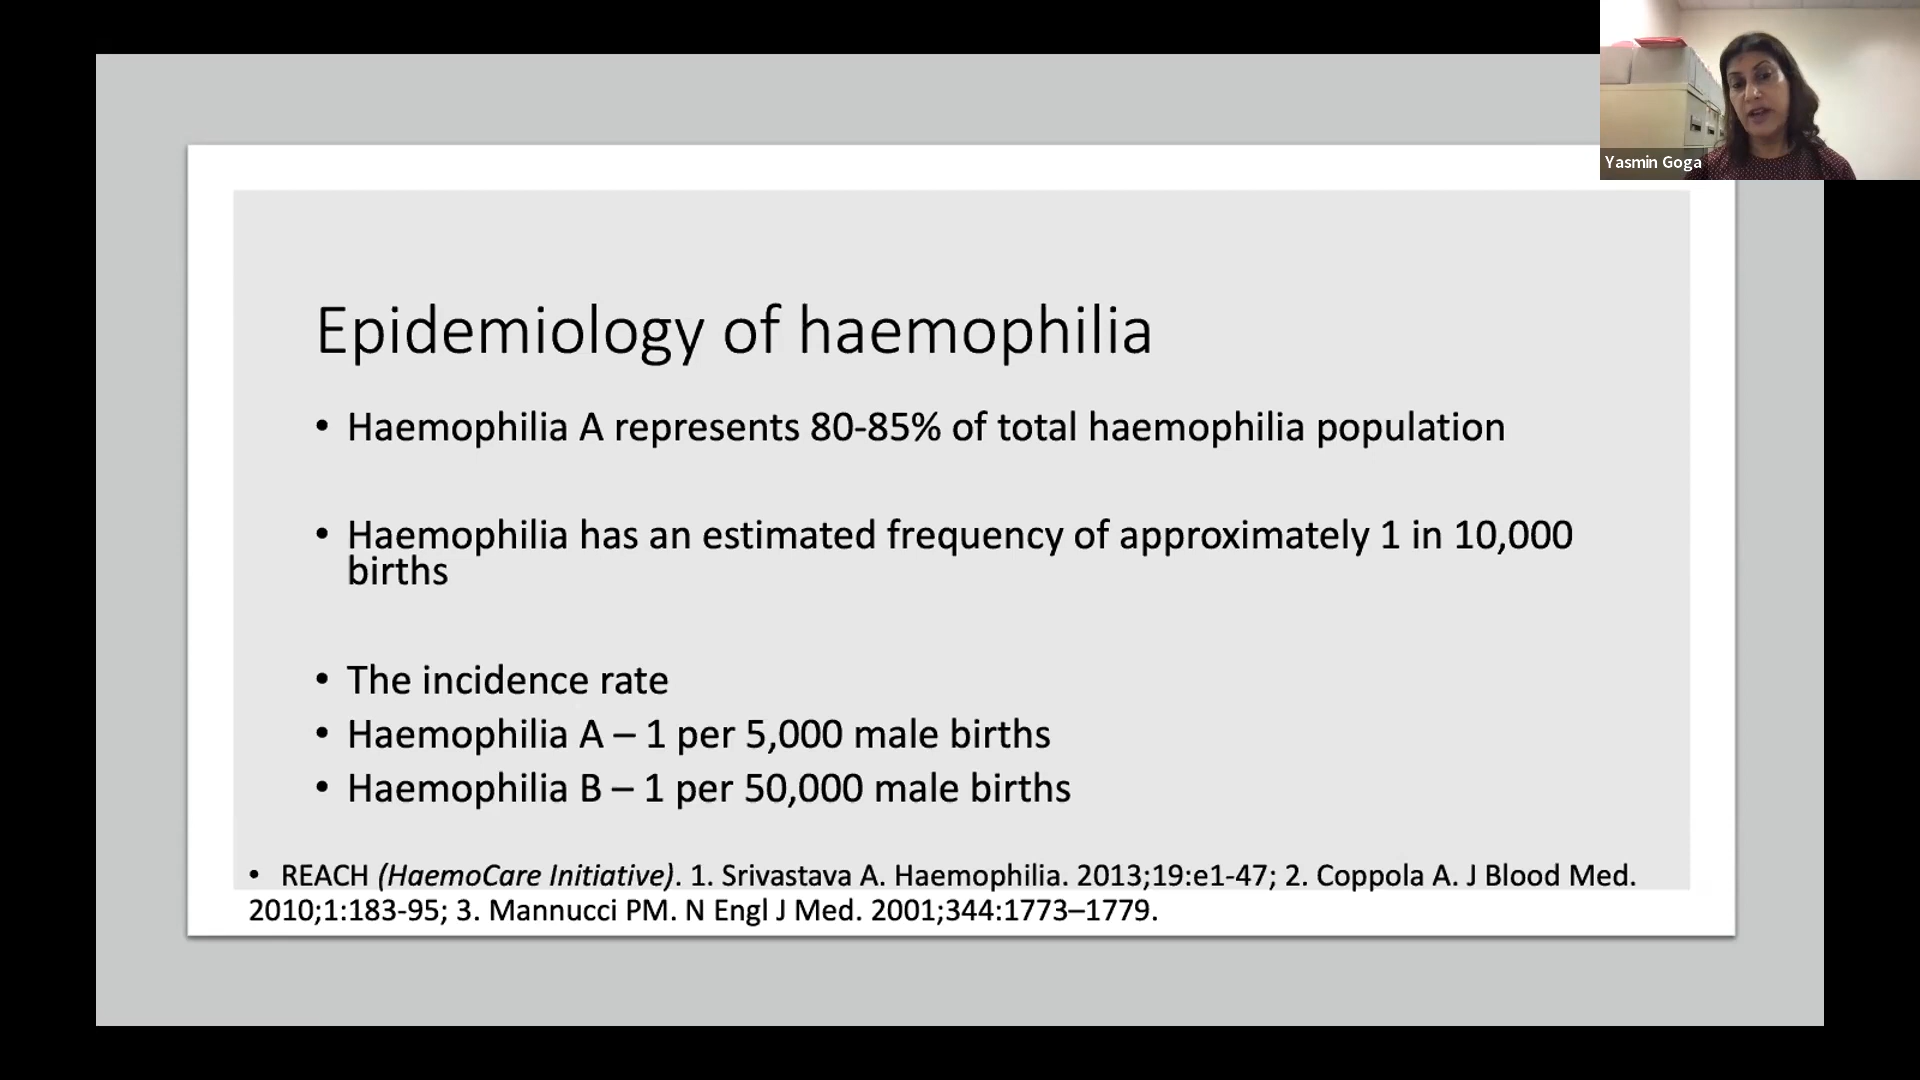 Yasmin Goga
Epidemiology of haemophilia
• Haemophilia A represents 80-85% of total haemophilia population
• Haemophilia has an estimated frequency of approximately 1 in 10,000
births
• The incidence rate
• Haemophilia A – 1 per 5,000 male births
• Haemophilia B – 1 per 50,000 male births
• REACH (HaemoCare Initiative). 1. Srivastava A. Haemophilia. 2013;19:e1-47; 2. Coppola A. J Blood Med.
2010;1:183-95; 3. Mannucci PM. N Engl J Med. 2001;344:1773–1779.